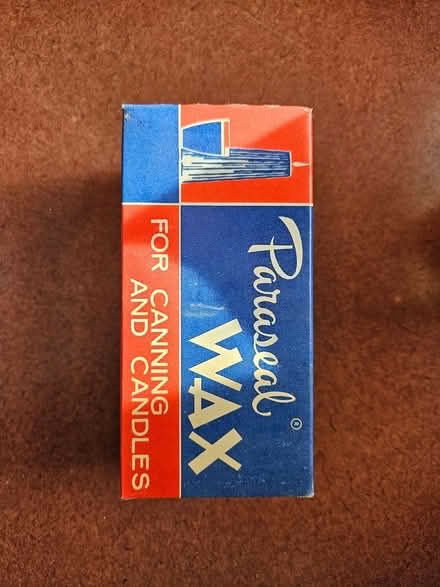 Paraseal®
WAX
FOR CANNING
AND CANDLES